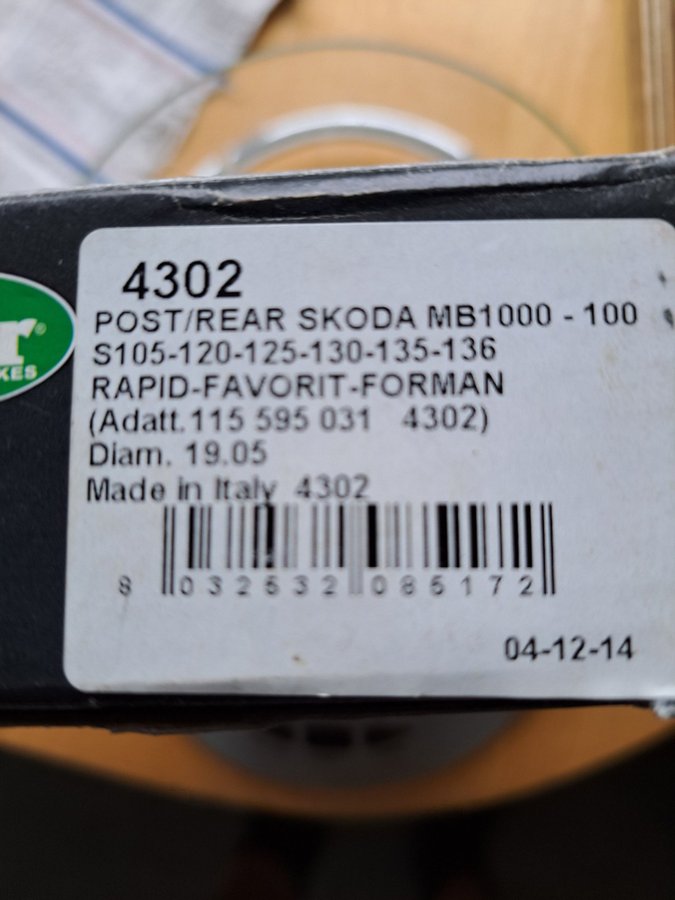 4302
POST/REAR SKODA MB1000 - 100
S105-120-125-130-135-136
RAPID-FAVORIT-FORMAN
(Adatt. 115 595 031 4302)
Diam. 19.05
Made in Italy 4302
8 032532 085172
04-12-14